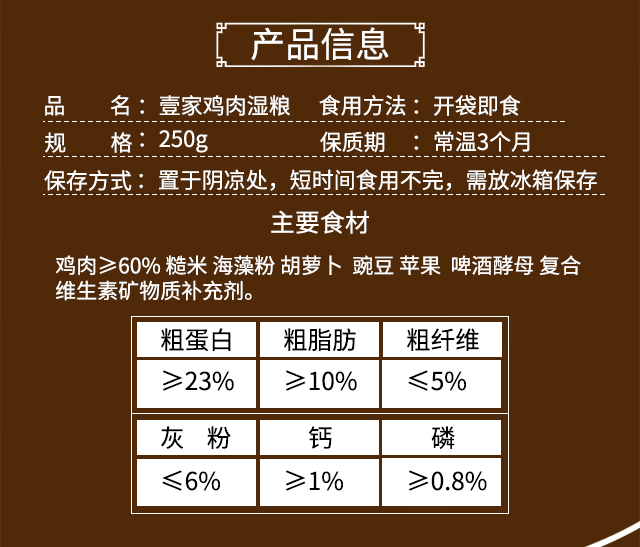 产品信息
品 名：壹家鸡肉湿粮 食用方法：开袋即食
规 格：250g 保质期 ：常温3个月
保存方式：置于阴凉处，短时间食用不完，需放冰箱保存
主要食材
鸡肉≥60% 糙米 海藻粉 胡萝卜 豌豆 苹果 啤酒酵母 复合
维生素矿物质补充剂。
粗蛋白 粗脂肪 粗纤维
≥23% ≥10% ≤5%
灰 粉 钙 磷
≤6% ≥1% ≥0.8%